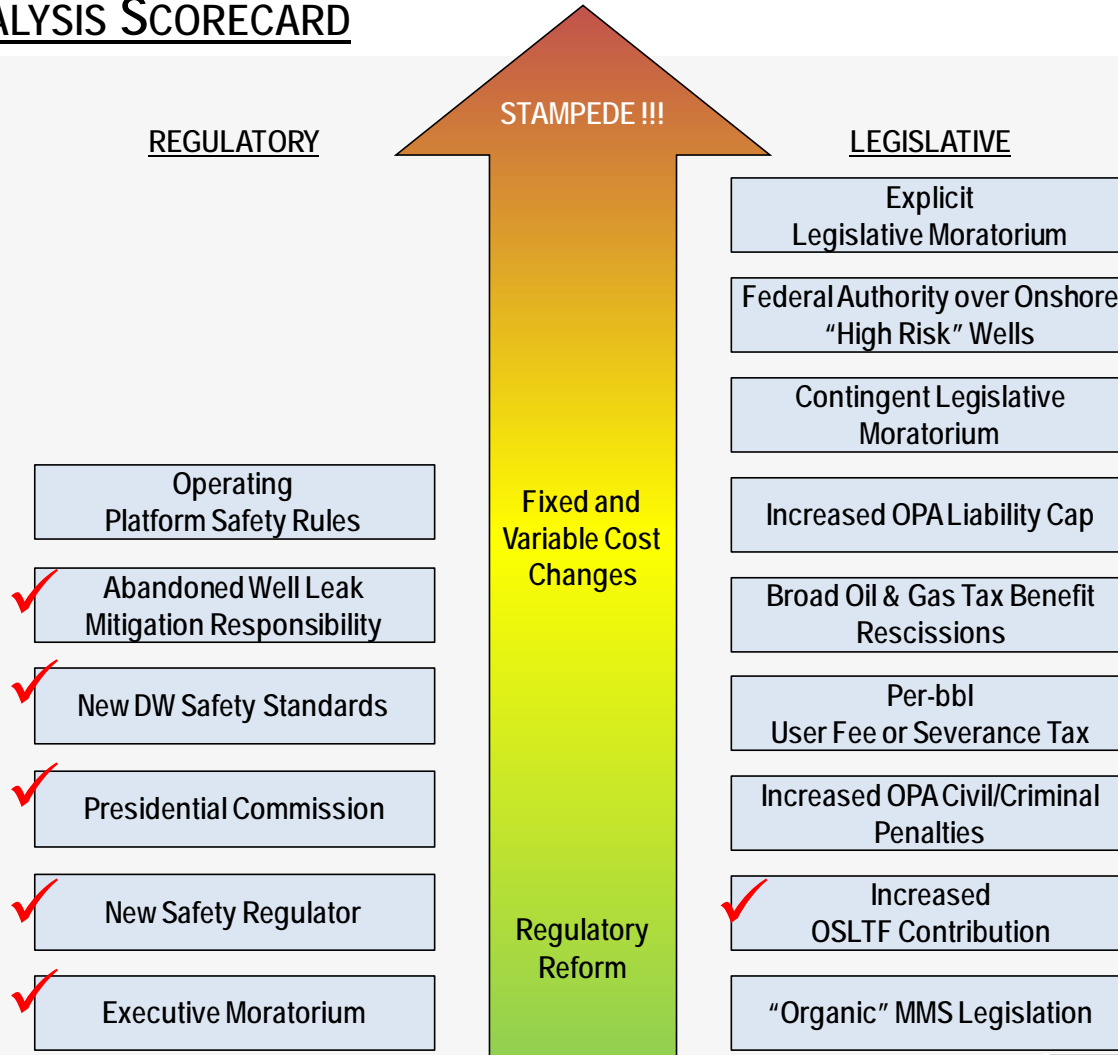 ALYSIS SCORECARD
STAMPEDE !!!
REGULATORY
Operating
Platform Safety Rules
Abandoned Well Leak
Mitigation Responsibility
New DW Safety Standards
Presidential Commission
New Safety Regulator
Executive Moratorium
Fixed and
Variable Cost
Changes
Regulatory
Reform
LEGISLATIVE
Explicit
Legislative Moratorium
Federal Authority over Onshore
“High Risk” Wells
Contingent Legislative
Moratorium
Increased OPA Liability Cap
Broad Oil & Gas Tax Benefit
Rescissions
Per-bbl
User Fee or Severance Tax
Increased OPA Civil/Criminal
Penalties
Increased
OSLTF Contribution
“Organic” MMS Legislation